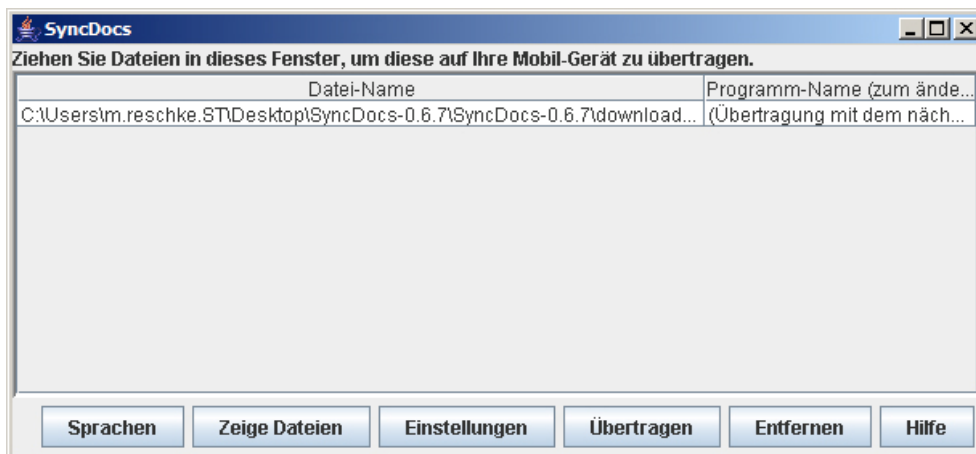 SyncDocs
Ziehen Sie Dateien in dieses Fenster, um diese auf Ihre Mobil-Gerät zu übertragen.
Datei-Name Programm-Name (zum ände...
C:\Users\m.reschke.ST\Desktop\SyncDocs-0.6.7\SyncDocs-0.6.7\download... (Übertragung mit dem näch...
Sprachen Zeige Dateien Einstellungen Übertragen Entfernen Hilfe